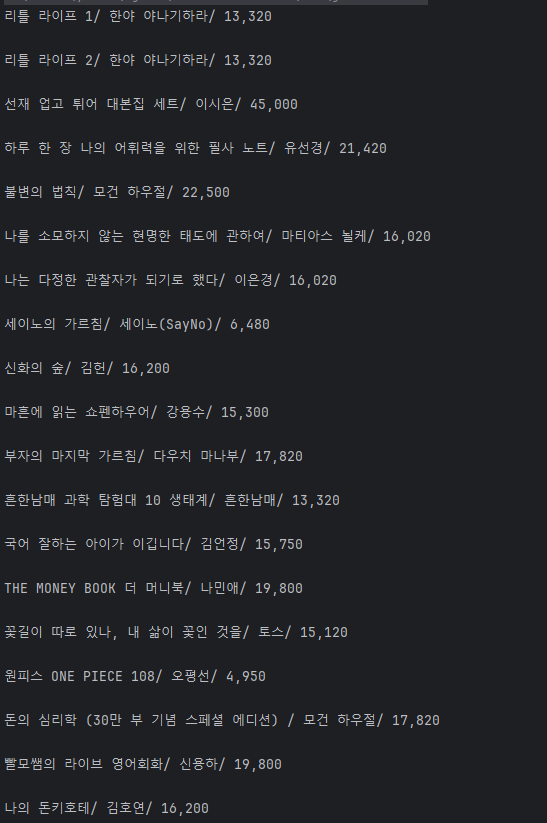 리틀 라이프 1/ 한야 야나기하라/ 13,320
리틀 라이프 2/ 한야 야나기하라/ 13,320
선재 업고 튀어 대본집 세트/ 이시은/ 45,000
하루 한 장 나의 어휘력을 위한 필사 노트/ 유선경/ 21,420
불변의 법칙/ 모건 하우절/ 22,500
나를 소모하지 않는 현명한 태도에 관하여/ 마티아스 뇔케/ 16,020
나는 다정한 관찰자가 되기로 했다/ 이은경/ 16,020
세이노의 가르침/ 세이노(SayNo)/ 6,480
신화의 숲/ 김헌/ 16,200
마흔에 읽는 쇼펜하우어/ 강용수/ 15,300
부자의 마지막 가르침/ 다우치 마나부/ 17,820
흔한남매 과학 탐험대 10 생태계/ 흔한남매/ 13,320
국어 잘하는 아이가 이깁니다/ 김언정/ 15,750
THE MONEY BOOK 더 머니북/ 나민애/ 19,800
꽃길이 따로 있나, 내 삶이 꽃인 것을/ 토스/ 15,120
원피스 ONE PIECE 108/ 오평선/ 4,950
돈의 심리학 (30만 부 기념 스페셜 에디션) / 모건 하우절/ 17,820
빨모쌤의 라이브 영어회화/ 신용하/ 19,800
나의 돈키호테/ 김호연/ 16,200